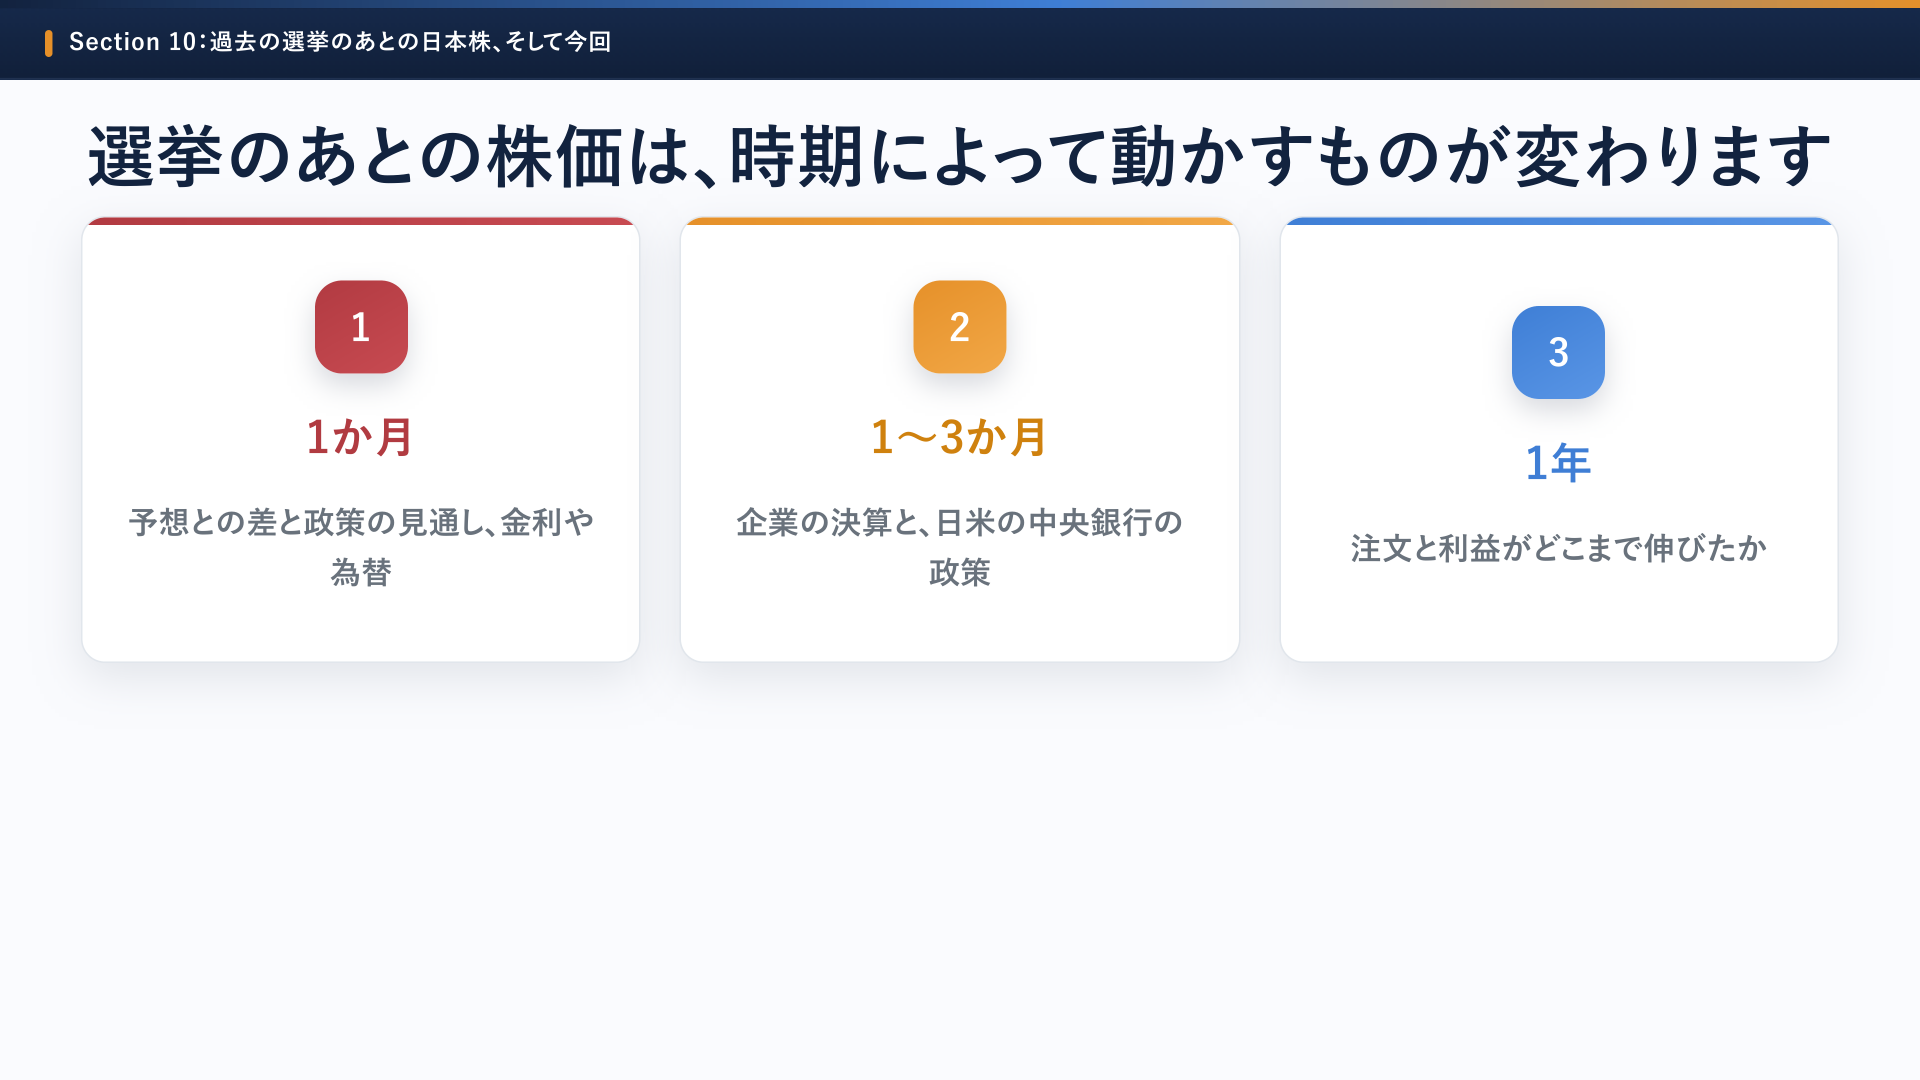 Section 10：過去の選挙のあとの日本株、そして今回
選挙のあとの株価は、時期によって動かすものが変わります
1
1か月
予想との差と政策の見通し、金利や
為替
2
1〜3か月
企業の決算と、日米の中央銀行の
政策
3
1年
注文と利益がどこまで伸びたか